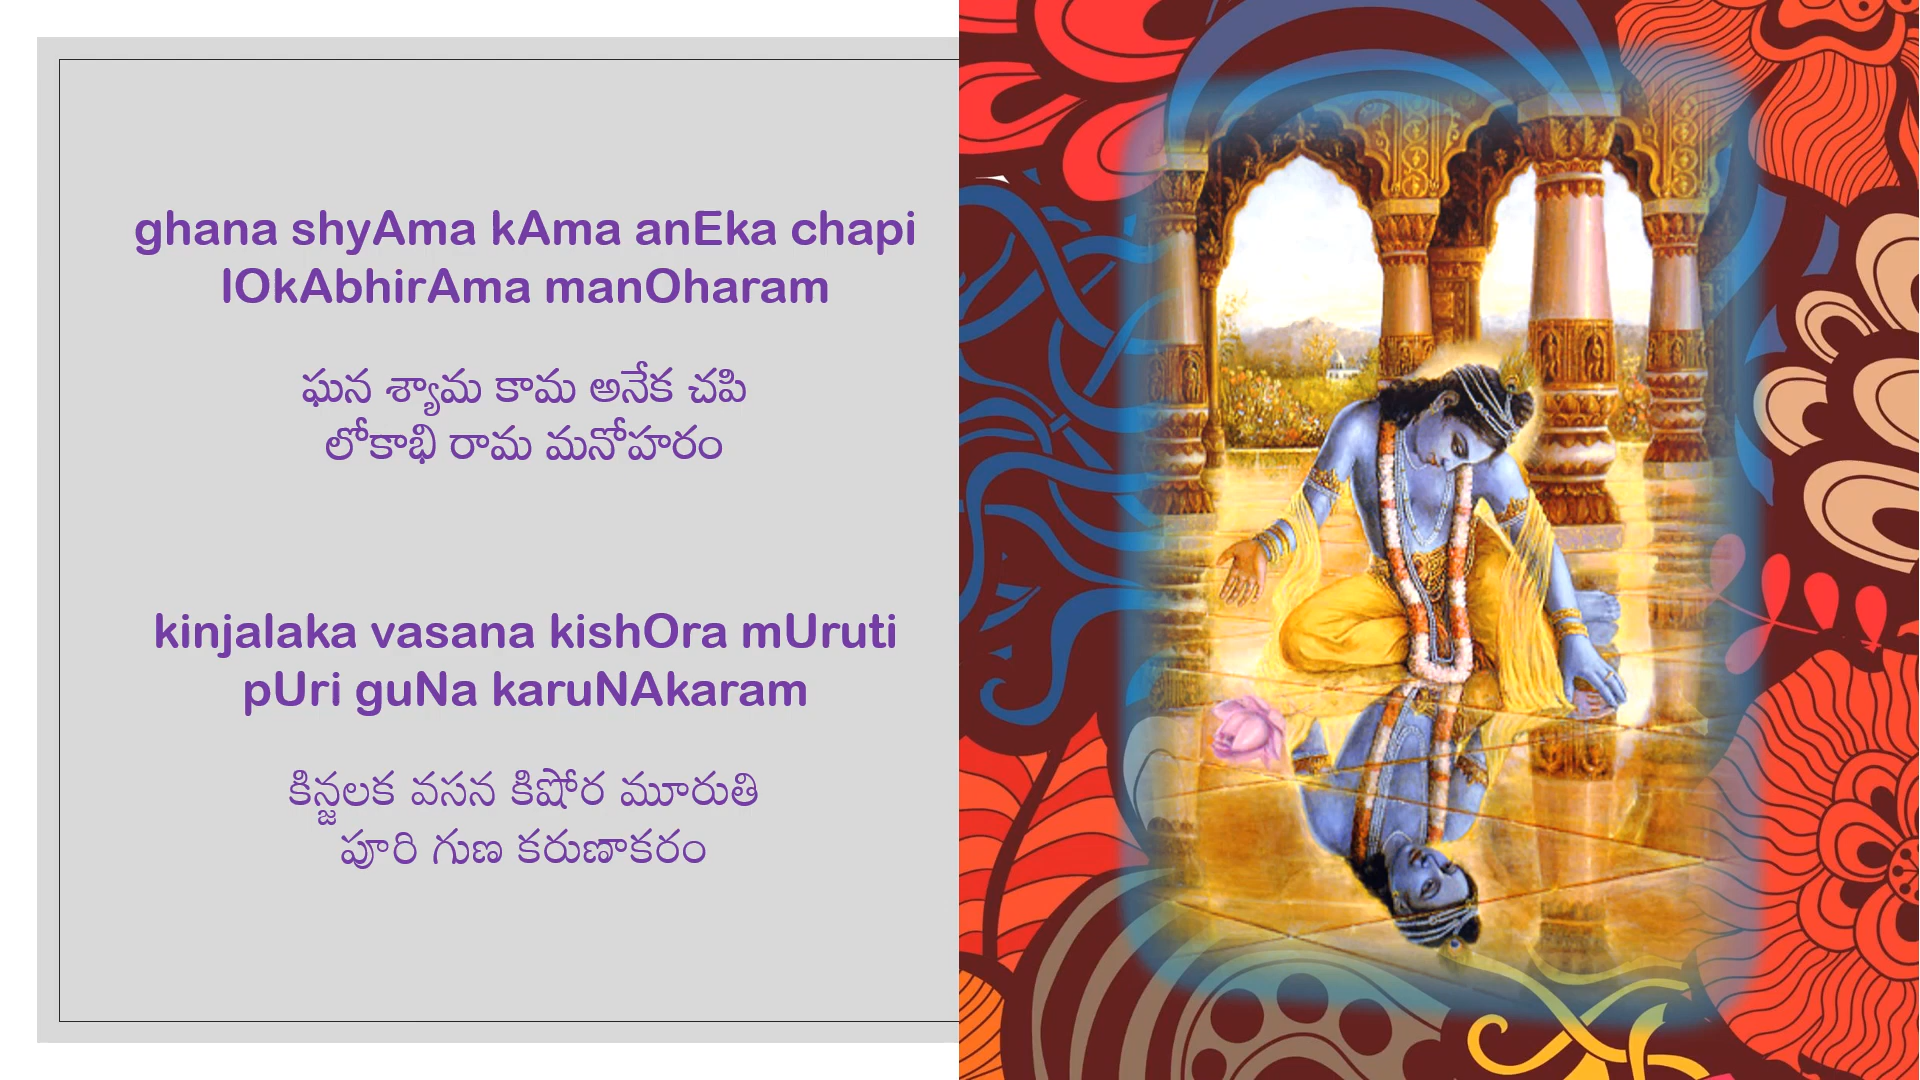 ghana shyAma kAma anEka chapi
lOkAbhirAma manOharam
ఘన శ్యామ కామ అనేక చపి
లోకాభి రామ మనోహరం
kinjalaka vasana kishOra mUruti
pUri guNa karuNAkaram
కిన్జలక వసన కిషోర మూరుతి
పూరి గుణ కరుణాకరం